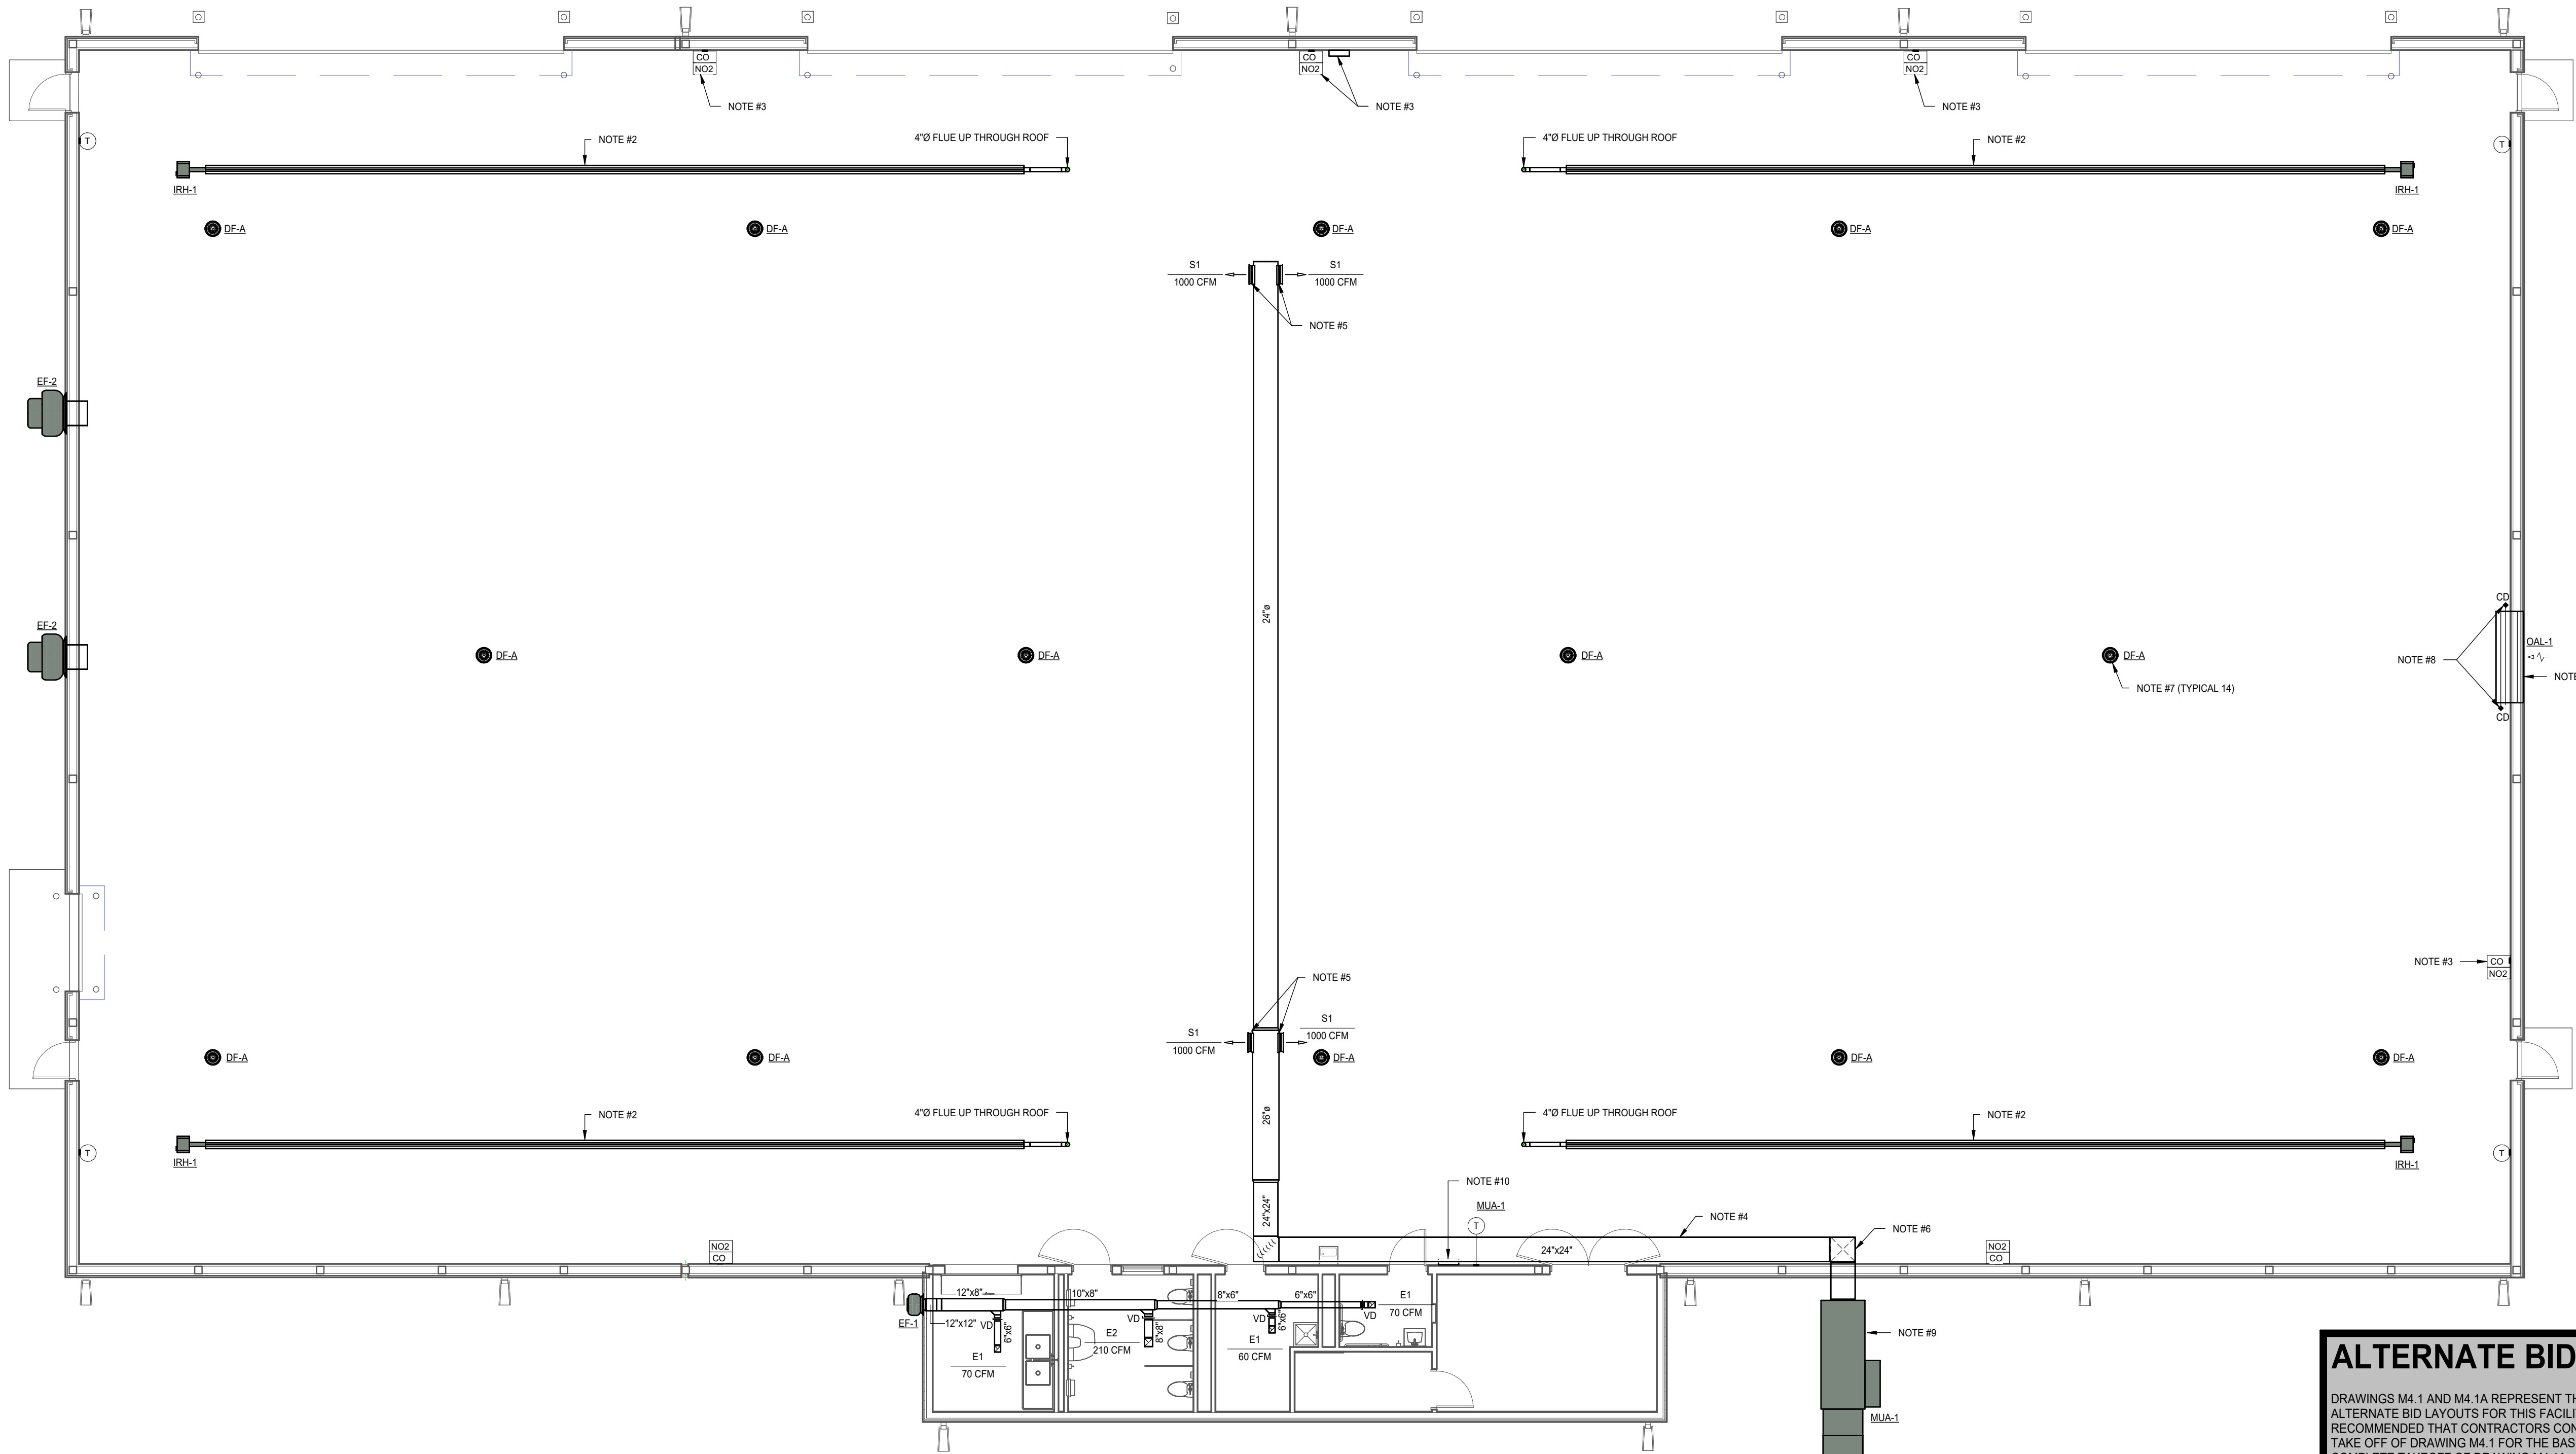 CO
NO2
CO
NO2
CO
NO2
NOTE #3
NOTE #3
NOTE #3
T
NOTE #2
4"Ø FLUE UP THROUGH ROOF
4"Ø FLUE UP THROUGH ROOF
NOTE #2
T
IRH-1
IRH-1
DF-A
DF-A
DF-A
DF-A
DF-A
S1
1000 CFM
S1
1000 CFM
NOTE #5
EF-2
24"ø
CD
EF-2
OAL-1
DF-A
DF-A
DF-A
DF-A
NOTE #8
NOTE
NOTE #7 (TYPICAL 14)
CD
NOTE #3
CO
NO2
NOTE #5
S1
1000 CFM
S1
1000 CFM
DF-A
DF-A
DF-A
DF-A
DF-A
NOTE #2
4"Ø FLUE UP THROUGH ROOF
26"ø
4"Ø FLUE UP THROUGH ROOF
NOTE #2
T
T
IRH-1
IRH-1
NOTE #10
24"x24"
MUA-1
T
NOTE #4
NOTE #6
NO2
CO
24"x24"
NO2
CO
12"x8"
10"x8"
8"x6"
6"x6"
E1
70 CFM
EF-1
12"x12"
VD
6"x6"
VD
8"x8"
VD
6"x6"
VD
E2
210 CFM
E1
60 CFM
E1
70 CFM
NOTE #9
MUA-1
ALTERNATE BID
DRAWINGS M4.1 AND M4.1A REPRESENT
ALTERNATE BID LAYOUTS FOR THIS
RECOMMENDED THAT CONTRACTORS
TAKE OFF OF DRAWING M4.1 FOR THE